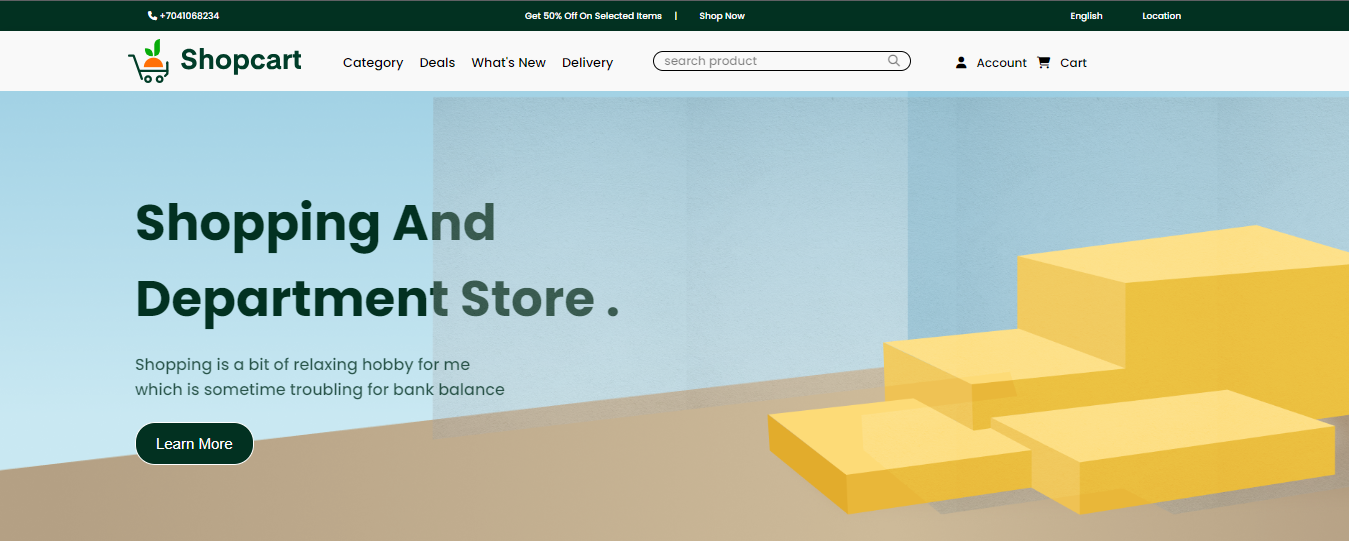 +7041068234
Get 50% Off On Selected Items | Shop Now
English
Location
Shopcart
Category Deals What's New Delivery
search product
Account Cart
Shopping And
Department Store .
Shopping is a bit of relaxing hobby for me
which is sometime troubling for bank balance
Learn More